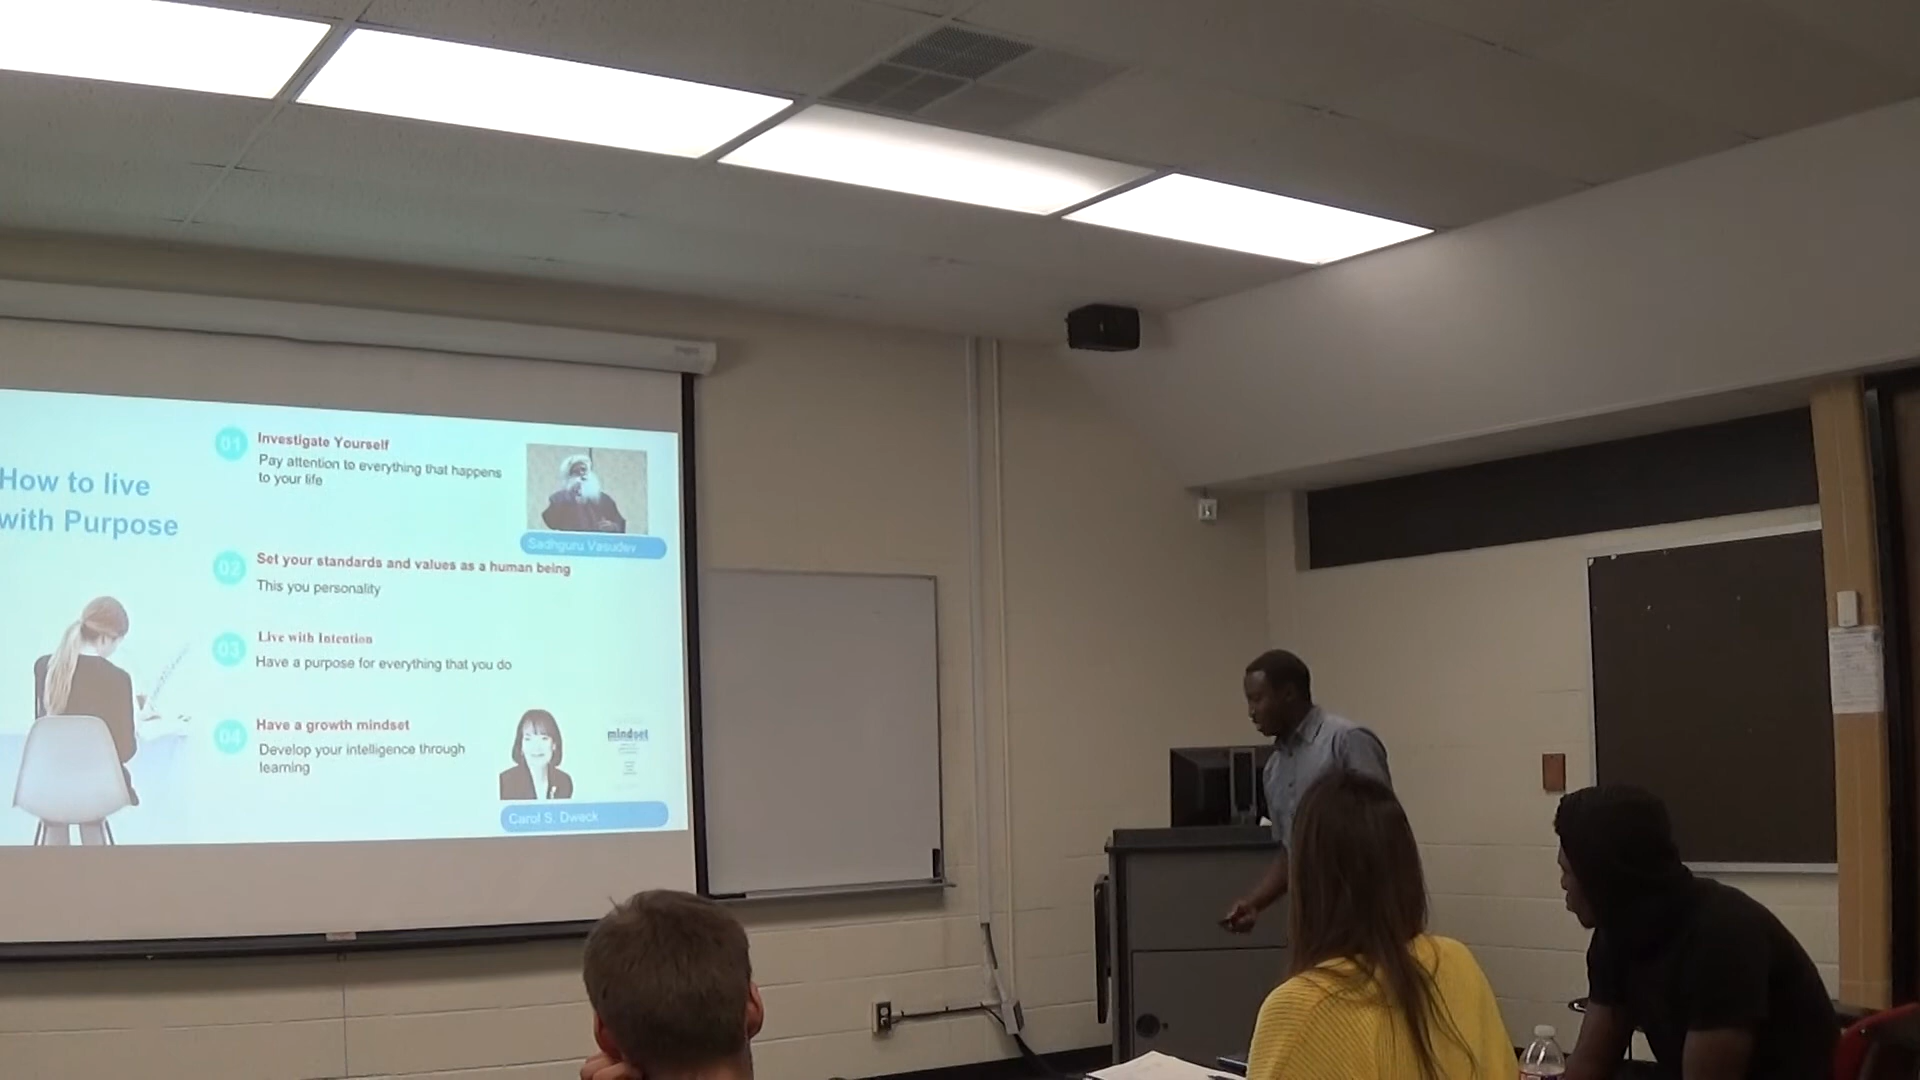 How to live
with Purpose
01
Investigate Yourself
Pay attention to everything that happens
to your life
Sadhguru Vasudev
02
Set your standards and values as a human being
This you personality
03
Live with Intention
Have a purpose for everything that you do
04
Have a growth mindset
Develop your intelligence through
learning
mindset
Carol S. Dweck